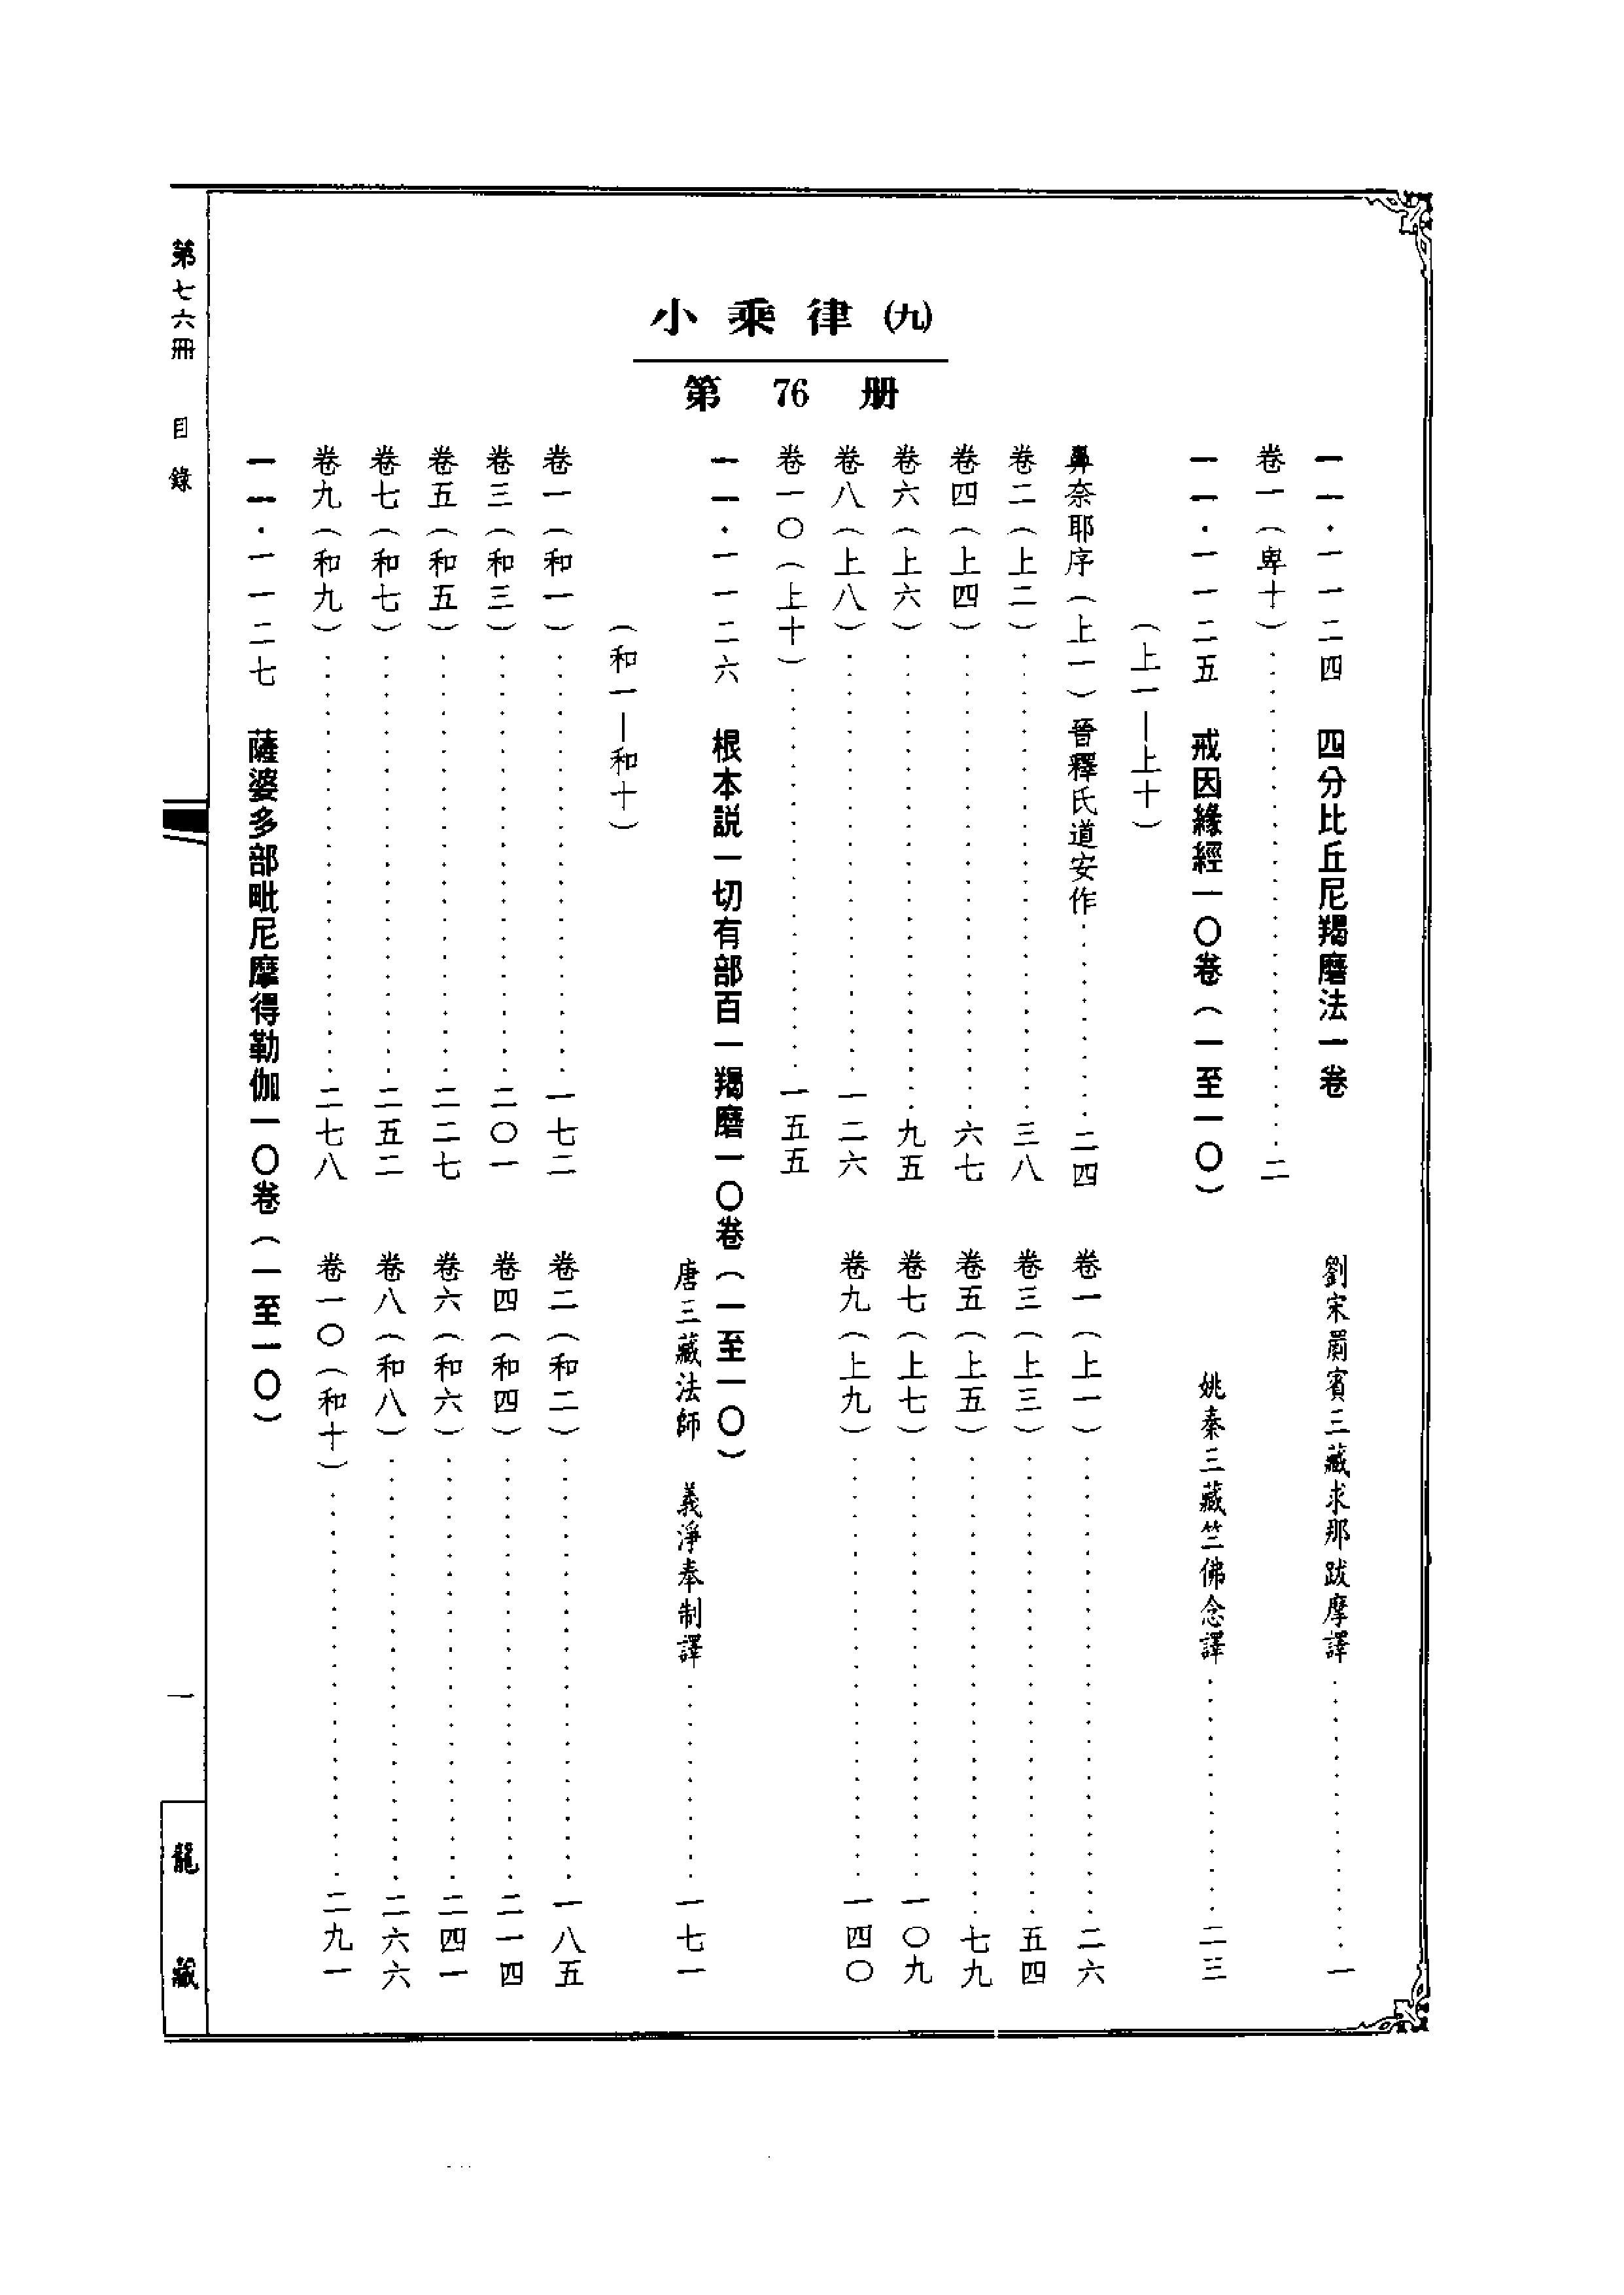 小乘律(九)
第 76 册
一一·一一二四 四分比丘尼羯磨法一卷 劉宋罽賓三藏求那跋摩譯……一
卷一（卑十）……二
一一·一一二五 戒因緣經一〇卷（一至一〇） 姚秦三藏竺佛念譯……二三
（上一—上十）
鼻奈耶序（上一）晉釋氏道安作……二四 卷一（上一）……二六
卷二（上二）……三八 卷三（上三）……五四
卷四（上四）……六七 卷五（上五）……七九
卷六（上六）……九五 卷七（上七）……一〇九
卷八（上八）……一二六 卷九（上九）……一四〇
卷一〇（上十）……一五五
一一·一一二六 根本説一切有部百一羯磨一〇卷（一至一〇）
唐三藏法師 義淨奉制譯……一七一
（和一—和十）
卷一（和一）……一七二 卷二（和二）……一八五
卷三（和三）……二〇一 卷四（和四）……二一四
卷五（和五）……二二七 卷六（和六）……二四一
卷七（和七）……二五二 卷八（和八）……二六六
卷九（和九）……二七八 卷一〇（和十）……二九一
一一·一一二七 薩婆多部毗尼摩得勒伽一〇卷（一至一〇）
第七六册 目錄
一
龍藏